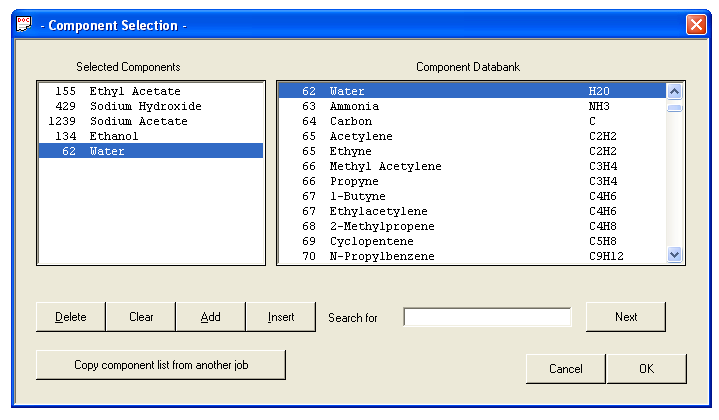 DOC - Component Selection -
Selected Components Component Databank
155 Ethyl Acetate
429 Sodium Hydroxide
1239 Sodium Acetate
134 Ethanol
62 Water
62 Water H2O
63 Ammonia NH3
64 Carbon C
65 Acetylene C2H2
65 Ethyne C2H2
66 Methyl Acetylene C3H4
66 Propyne C3H4
67 1-Butyne C4H6
67 Ethylacetylene C4H6
68 2-Methylpropene C4H8
69 Cyclopentene C5H8
70 N-Propylbenzene C9H12
Delete Clear Add Insert Search for Next
Copy component list from another job
Cancel OK